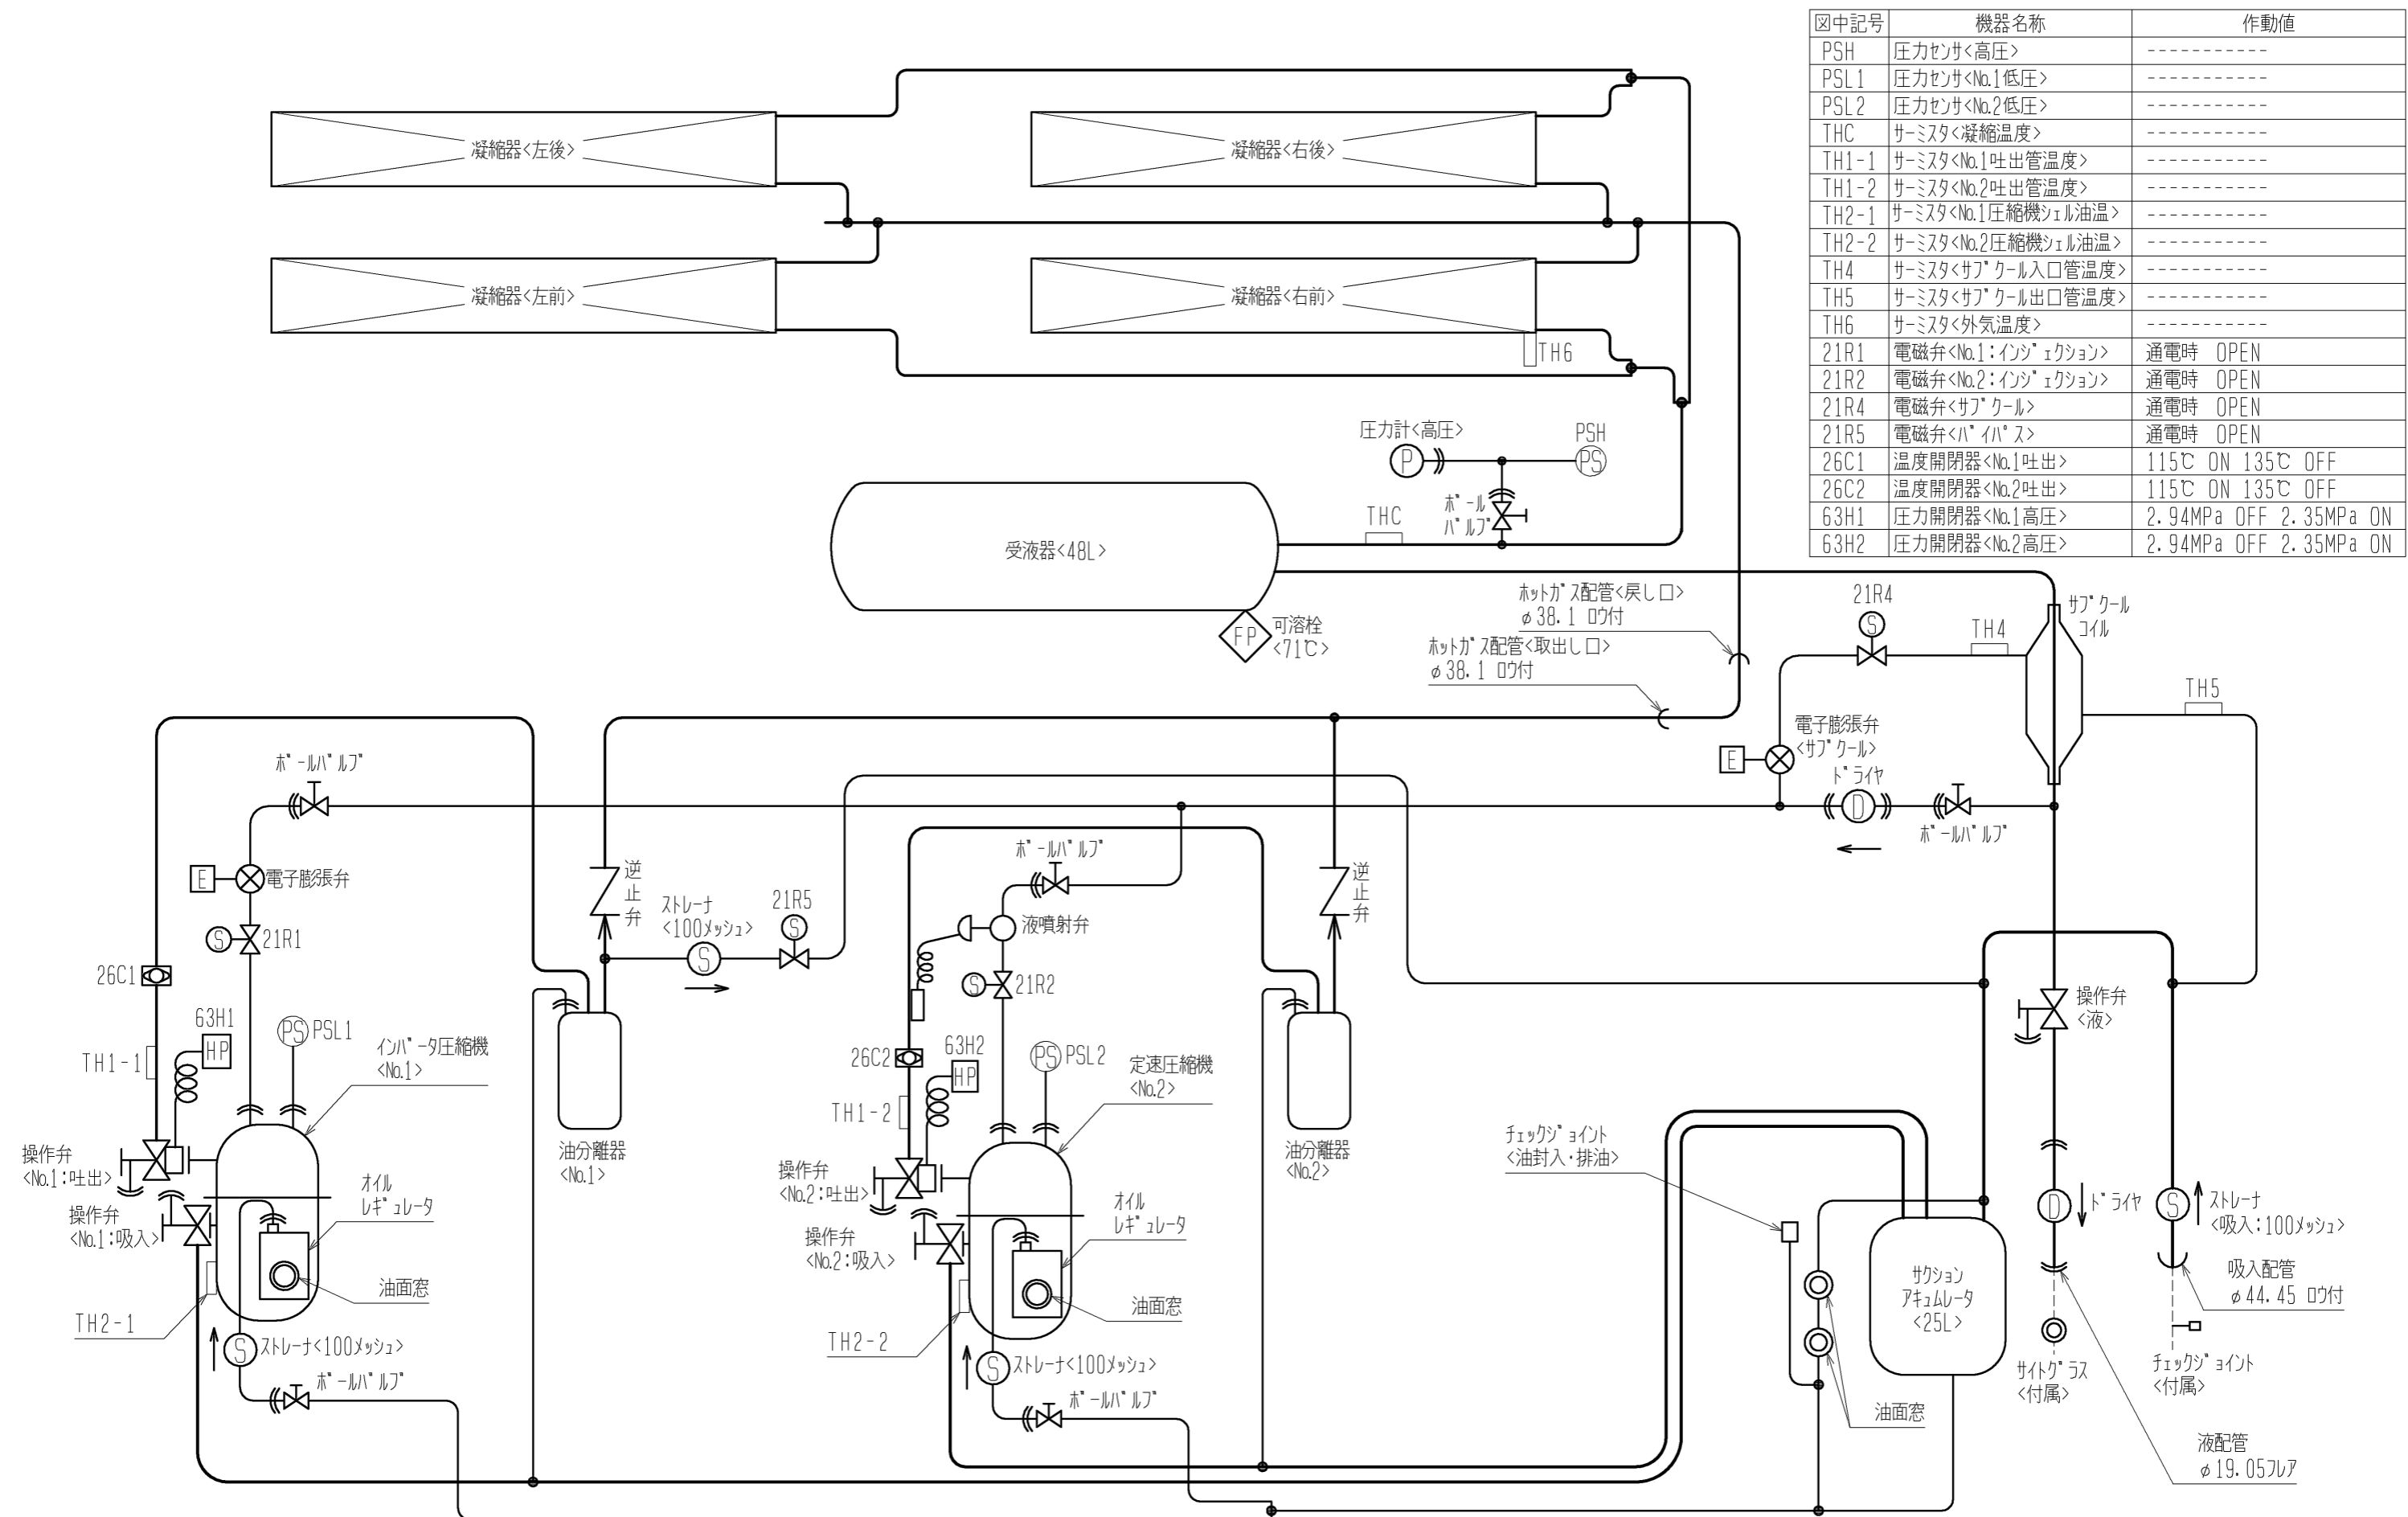 図中記号 機器名称 作動値
PSH 圧力センサ<高圧> -----------
PSL1 圧力センサ<No.1低圧> -----------
PSL2 圧力センサ<No.2低圧> -----------
THC サーミスタ<凝縮温度> -----------
TH1-1 サーミスタ<No.1吐出管温度> -----------
TH1-2 サーミスタ<No.2吐出管温度> -----------
TH2-1 サーミスタ<No.1圧縮機シェル油温> -----------
TH2-2 サーミスタ<No.2圧縮機シェル油温> -----------
TH4 サーミスタ<サブクール入口管温度> -----------
TH5 サーミスタ<サブクール出口管温度> -----------
TH6 サーミスタ<外気温度> -----------
21R1 電磁弁<No.1:インジェクション> 通電時 OPEN
21R2 電磁弁<No.2:インジェクション> 通電時 OPEN
21R4 電磁弁<サブクール> 通電時 OPEN
21R5 電磁弁<バイパス> 通電時 OPEN
26C1 温度開閉器<No.1吐出> 115℃ ON 135℃ OFF
26C2 温度開閉器<No.2吐出> 115℃ ON 135℃ OFF
63H1 圧力開閉器<No.1高圧> 2.94MPa OFF 2.35MPa ON
63H2 圧力開閉器<No.2高圧> 2.94MPa OFF 2.35MPa ON
凝縮器<左後>
凝縮器<右後>
凝縮器<左前>
凝縮器<右前>
TH6
圧力計<高圧>
P
PSH
PS
ボール
バルブ
THC
受液器<48L>
FP
可溶栓
<71℃>
ホットガス配管<戻し口>
φ38.1 ロウ付
ホットガス配管<取出し口>
φ38.1 ロウ付
21R4
S
TH4
サブクール
コイル
TH5
電子膨張弁
<サブクール>
E
ドライヤ
D
ボールバルブ
ボールバルブ
E
電子膨張弁
S
21R1
26C1
63H1
HP
TH1-1
PS
PSL1
インバータ圧縮機
<No.1>
操作弁
<No.1:吐出>
操作弁
<No.1:吸入>
オイル
レギュレータ
油面窓
TH2-1
S
ストレーナ<100メッシュ>
ボールバルブ
逆
止
弁
ストレーナ
<100メッシュ>
S
21R5
S
油分離器
<No.1>
ボールバルブ
液噴射弁
S
21R2
26C2
63H2
HP
TH1-2
PS
PSL2
定速圧縮機
<No.2>
操作弁
<No.2:吐出>
操作弁
<No.2:吸入>
オイル
レギュレータ
油面窓
TH2-2
S
ストレーナ<100メッシュ>
ボールバルブ
逆
止
弁
油分離器
<No.2>
チェックジョイント
<油封入・排油>
サクション
アキュムレータ
<25L>
油面窓
操作弁
<液>
D
ドライヤ
S
ストレーナ
<吸入:100メッシュ>
吸入配管
φ44.45 ロウ付
サイトグラス
<付属>
チェックジョイント
<付属>
液配管
φ19.05フレア